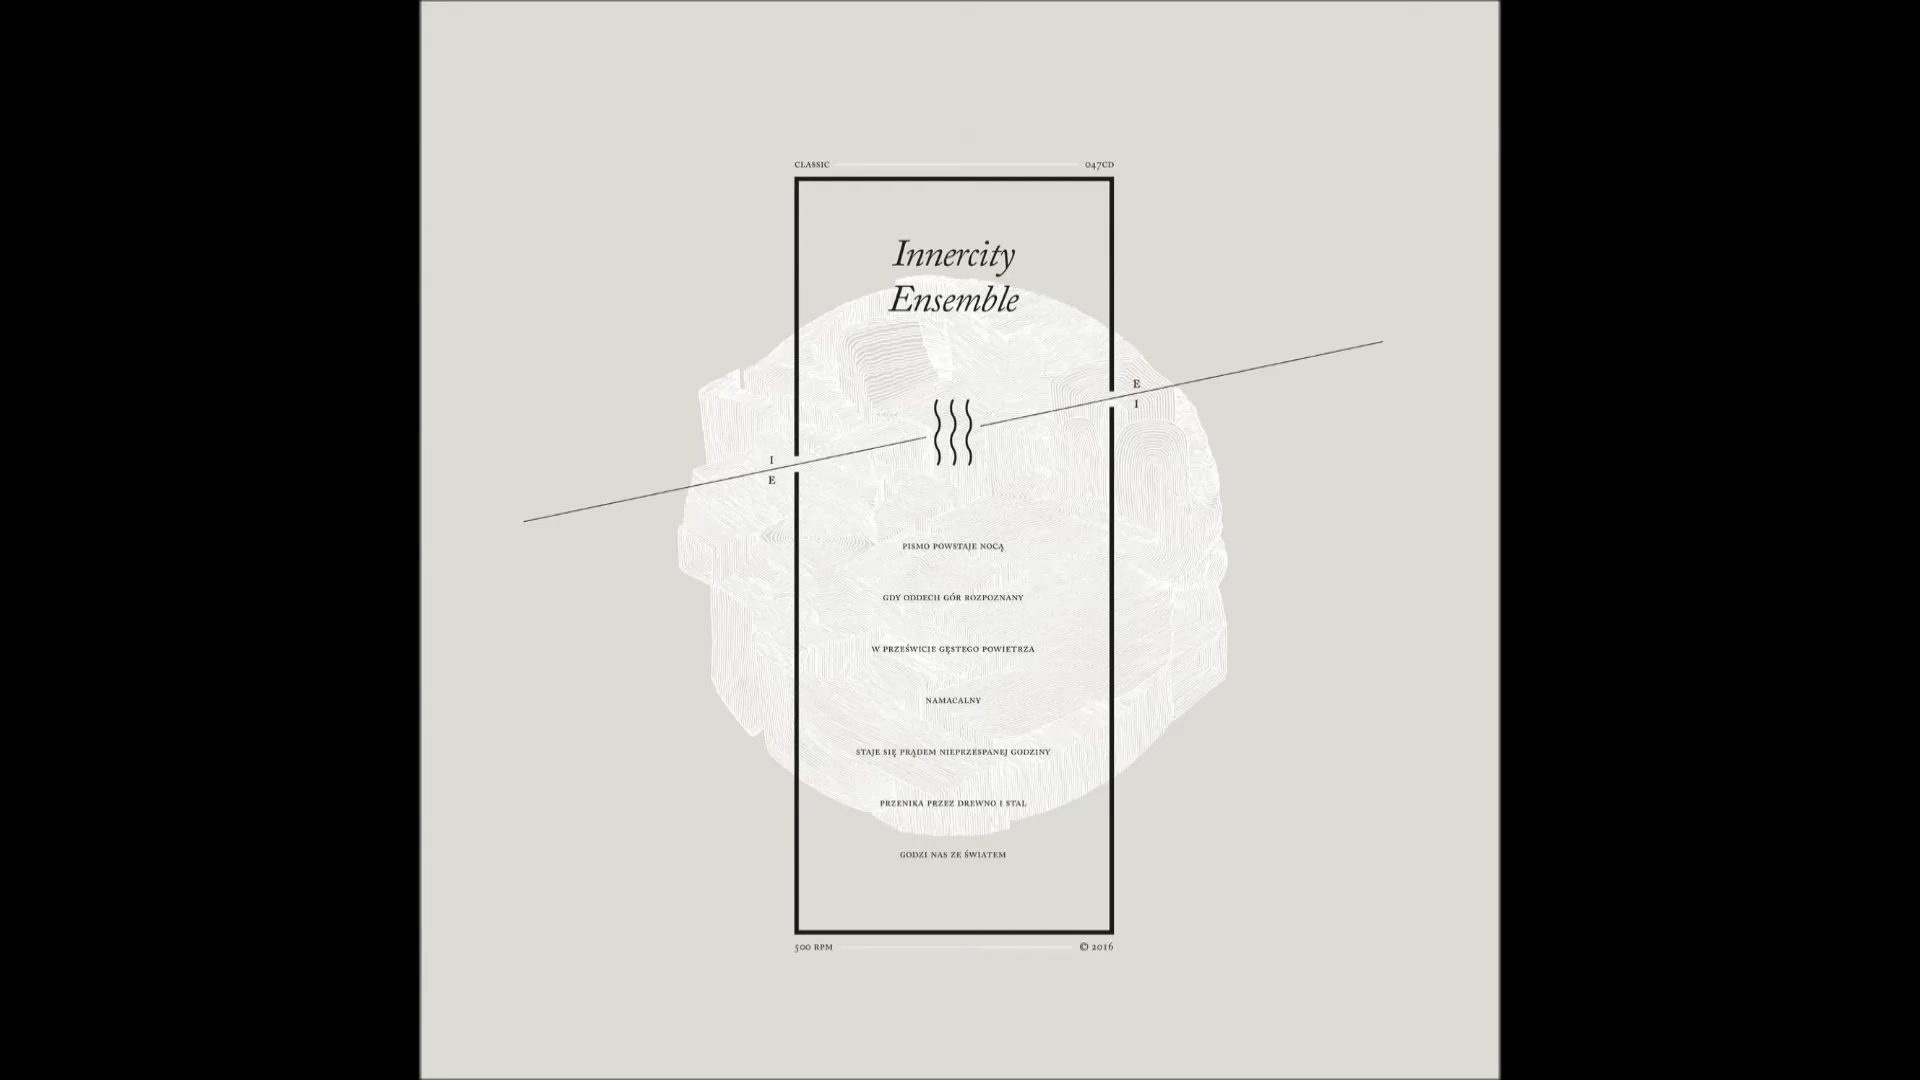 CLASSIC 047CD
Innercity
Ensemble
E
I
I
E
PISMO POWSTAJE NOCĄ
GDY ODDECH GÓR ROZPOZNANY
W PRZEŚWICIE GĘSTEGO POWIETRZA
NAMACALNY
STAJE SIĘ PRĄDEM NIEPRZESPANEJ GODZINY
PRZENIKA PRZEZ DREWNO I STAL
GODZI NAS ZE ŚWIATEM
500 RPM © 2016